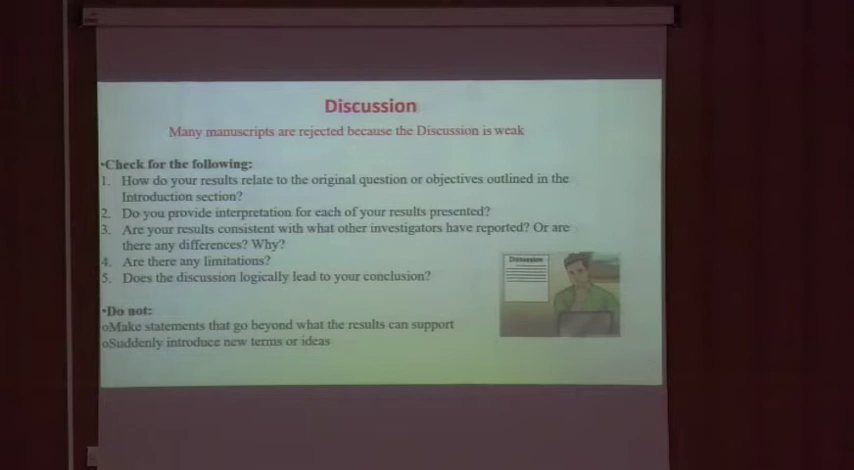 Discussion
Many manuscripts are rejected because the Discussion is weak
•Check for the following:
1. How do your results relate to the original question or objectives outlined in the
Introduction section?
2. Do you provide interpretation for each of your results presented?
3. Are your results consistent with what other investigators have reported? Or are
there any differences? Why?
4. Are there any limitations?
5. Does the discussion logically lead to your conclusion?
Discussion
•Do not:
oMake statements that go beyond what the results can support
oSuddenly introduce new terms or ideas